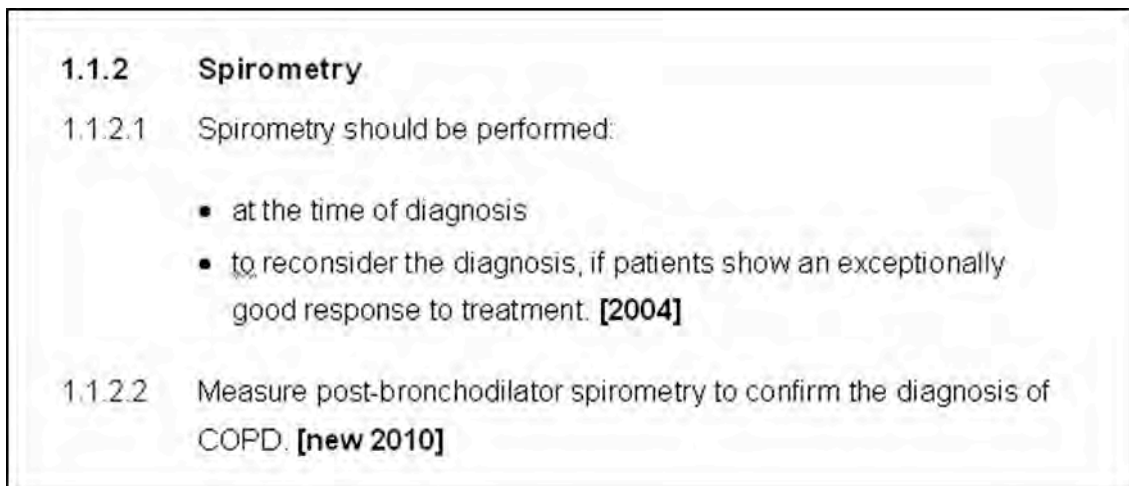 1.1.2 Spirometry
1.1.2.1 Spirometry should be performed:
• at the time of diagnosis
• to reconsider the diagnosis, if patients show an exceptionally
good response to treatment. [2004]
1.1.2.2 Measure post-bronchodilator spirometry to confirm the diagnosis of
COPD. [new 2010]